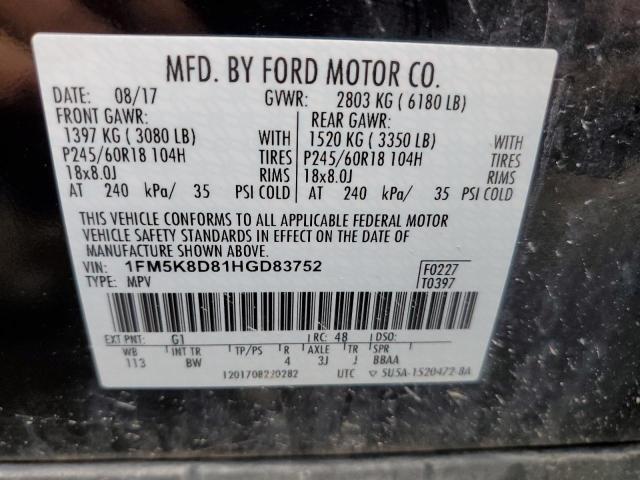 MFD. BY FORD MOTOR CO.
DATE: 08/17 GVWR: 2803 KG ( 6180 LB)
FRONT GAWR: REAR GAWR:
1397 KG ( 3080 LB) WITH 1520 KG ( 3350 LB) WITH
P245/60R18 104H TIRES P245/60R18 104H TIRES
18x8.0J RIMS 18x8.0J RIMS
AT 240 kPa/ 35 PSI COLD AT 240 kPa/ 35 PSI COLD
THIS VEHICLE CONFORMS TO ALL APPLICABLE FEDERAL MOTOR
VEHICLE SAFETY STANDARDS IN EFFECT ON THE DATE OF
MANUFACTURE SHOWN ABOVE.
VIN: 1FM5K8D81HGD83752 F0227
TYPE: MPV T0397
EXT PNT: G1 RC: 48 DSO:
WB INT TR TP/PS R AXLE TR SPR
113 BW 4 3J J BBAA
1201708220282 UTC ▽ 5U5A-1520472-8A